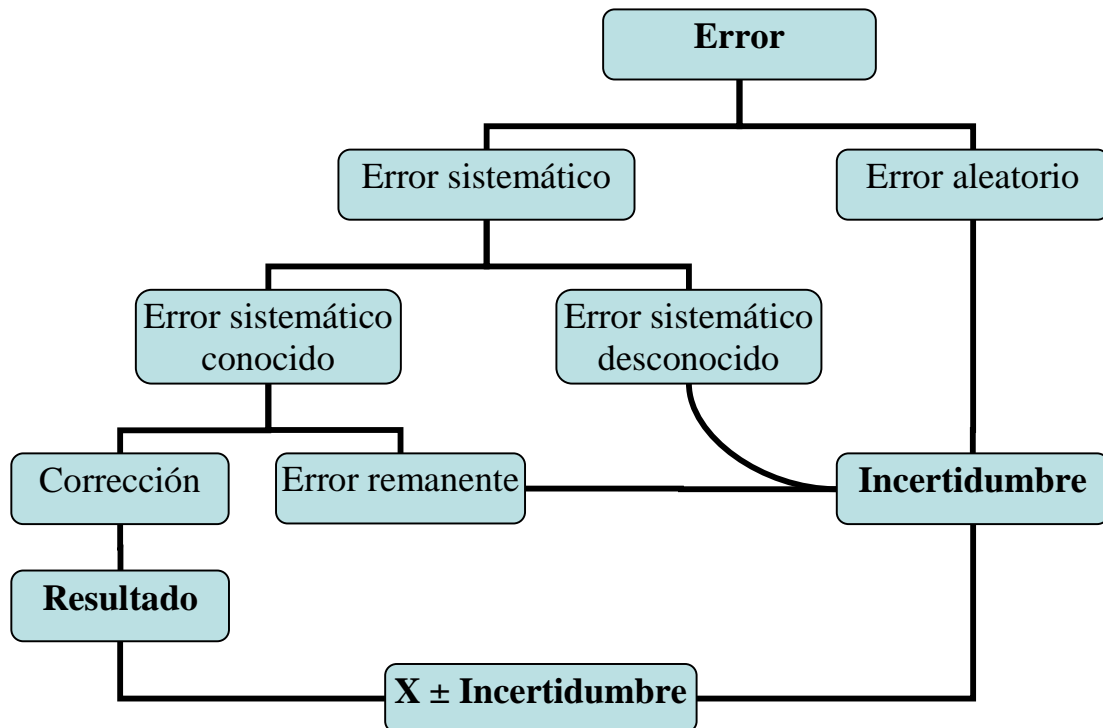 Error
Error sistemático
Error aleatorio
Error sistemático
conocido
Error sistemático
desconocido
Corrección
Error remanente
Incertidumbre
Resultado
X ± Incertidumbre